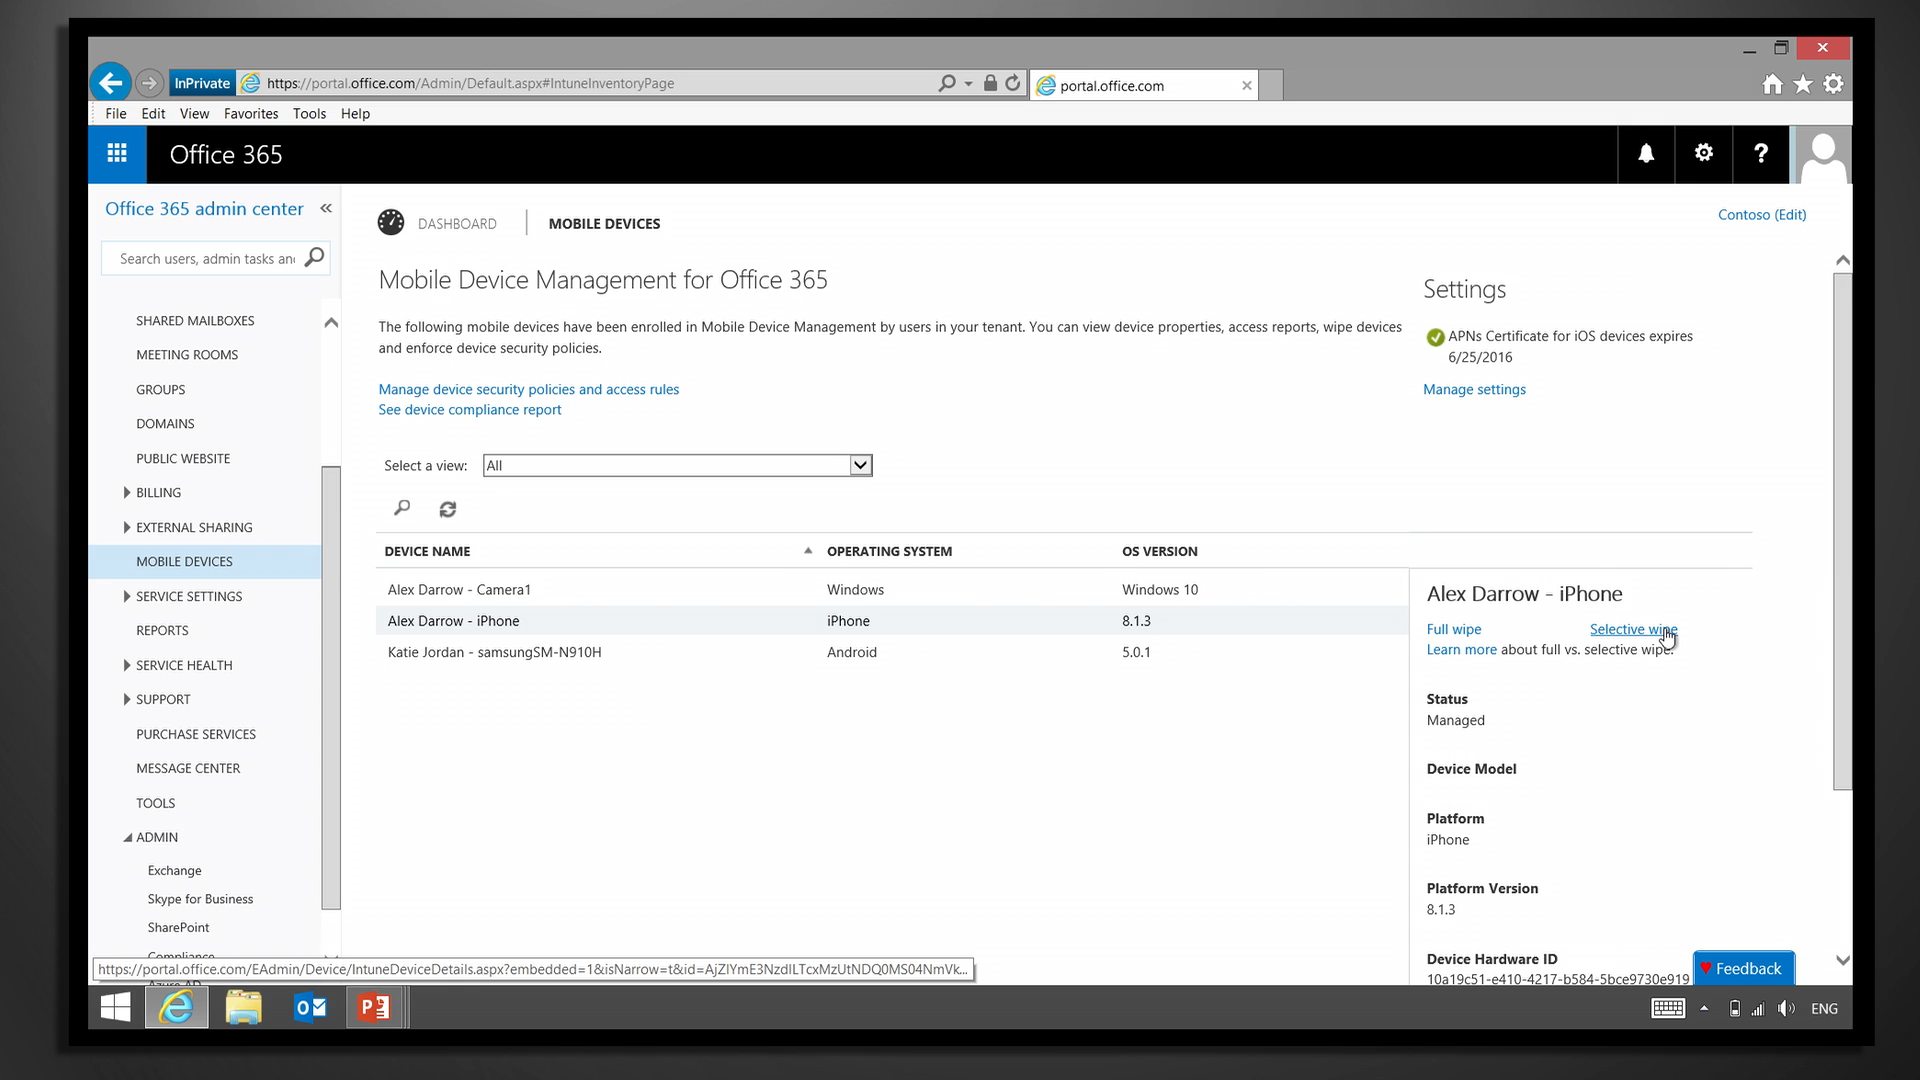 InPrivate
https://portal.office.com/Admin/Default.aspx#IntuneInventoryPage
portal.office.com
File Edit View Favorites Tools Help
Office 365
?
Office 365 admin center «
Search users, admin tasks an
SHARED MAILBOXES
MEETING ROOMS
GROUPS
DOMAINS
PUBLIC WEBSITE
BILLING
EXTERNAL SHARING
MOBILE DEVICES
SERVICE SETTINGS
REPORTS
SERVICE HEALTH
SUPPORT
PURCHASE SERVICES
MESSAGE CENTER
TOOLS
ADMIN
Exchange
Skype for Business
SharePoint
Compliance
Azure AD
DASHBOARD | MOBILE DEVICES
Contoso (Edit)
Mobile Device Management for Office 365
The following mobile devices have been enrolled in Mobile Device Management by users in your tenant. You can view device properties, access reports, wipe devices
and enforce device security policies.
Manage device security policies and access rules
See device compliance report
Settings
APNs Certificate for iOS devices expires
6/25/2016
Manage settings
Select a view: All
DEVICE NAME OPERATING SYSTEM OS VERSION
Alex Darrow - Camera1 Windows Windows 10
Alex Darrow - iPhone iPhone 8.1.3
Katie Jordan - samsungSM-N910H Android 5.0.1
Alex Darrow - iPhone
Full wipe Selective wipe
Learn more about full vs. selective wipe.
Status
Managed
Device Model
Platform
iPhone
Platform Version
8.1.3
Device Hardware ID
10a19c51-e410-4217-b584-5bce9730e919
Feedback
https://portal.office.com/EAdmin/Device/IntuneDeviceDetails.aspx?embedded=1&isNarrow=t&id=AjZIYmE3NzdlLTcxMzUtNDQ0MS04NmVk...
ENG